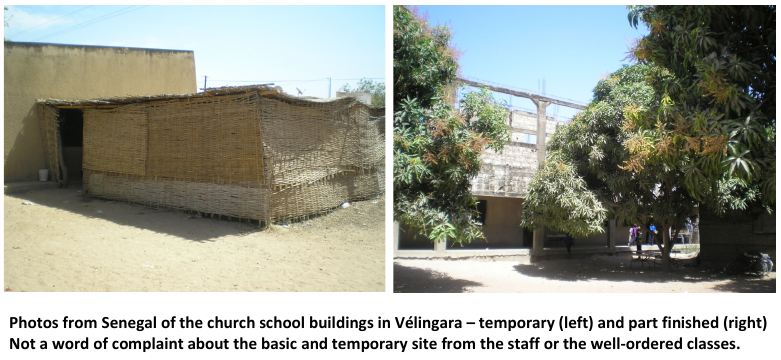 Photos from Senegal of the church school buildings in Vélingara – temporary (left) and part finished (right)
Not a word of complaint about the basic and temporary site from the staff or the well-ordered classes.